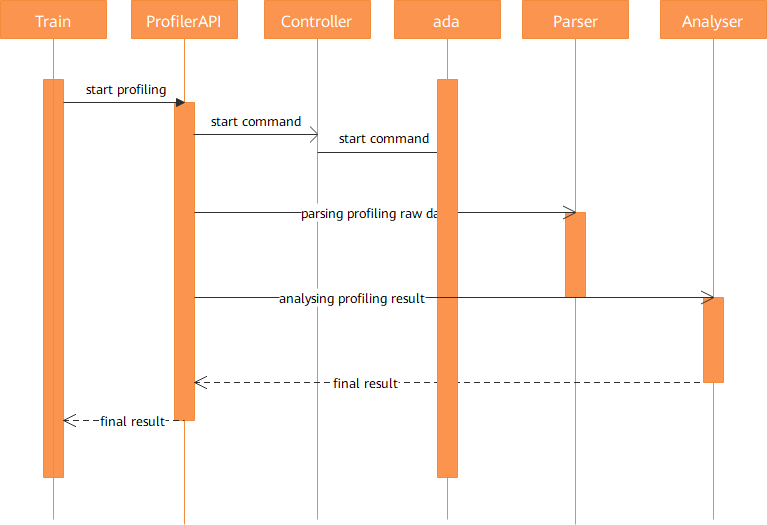 Train
ProfilerAPI
Controller
ada
Parser
Analyser
start profiling
start command
start command
parsing profiling raw da
analysing profiling result
final result
final result